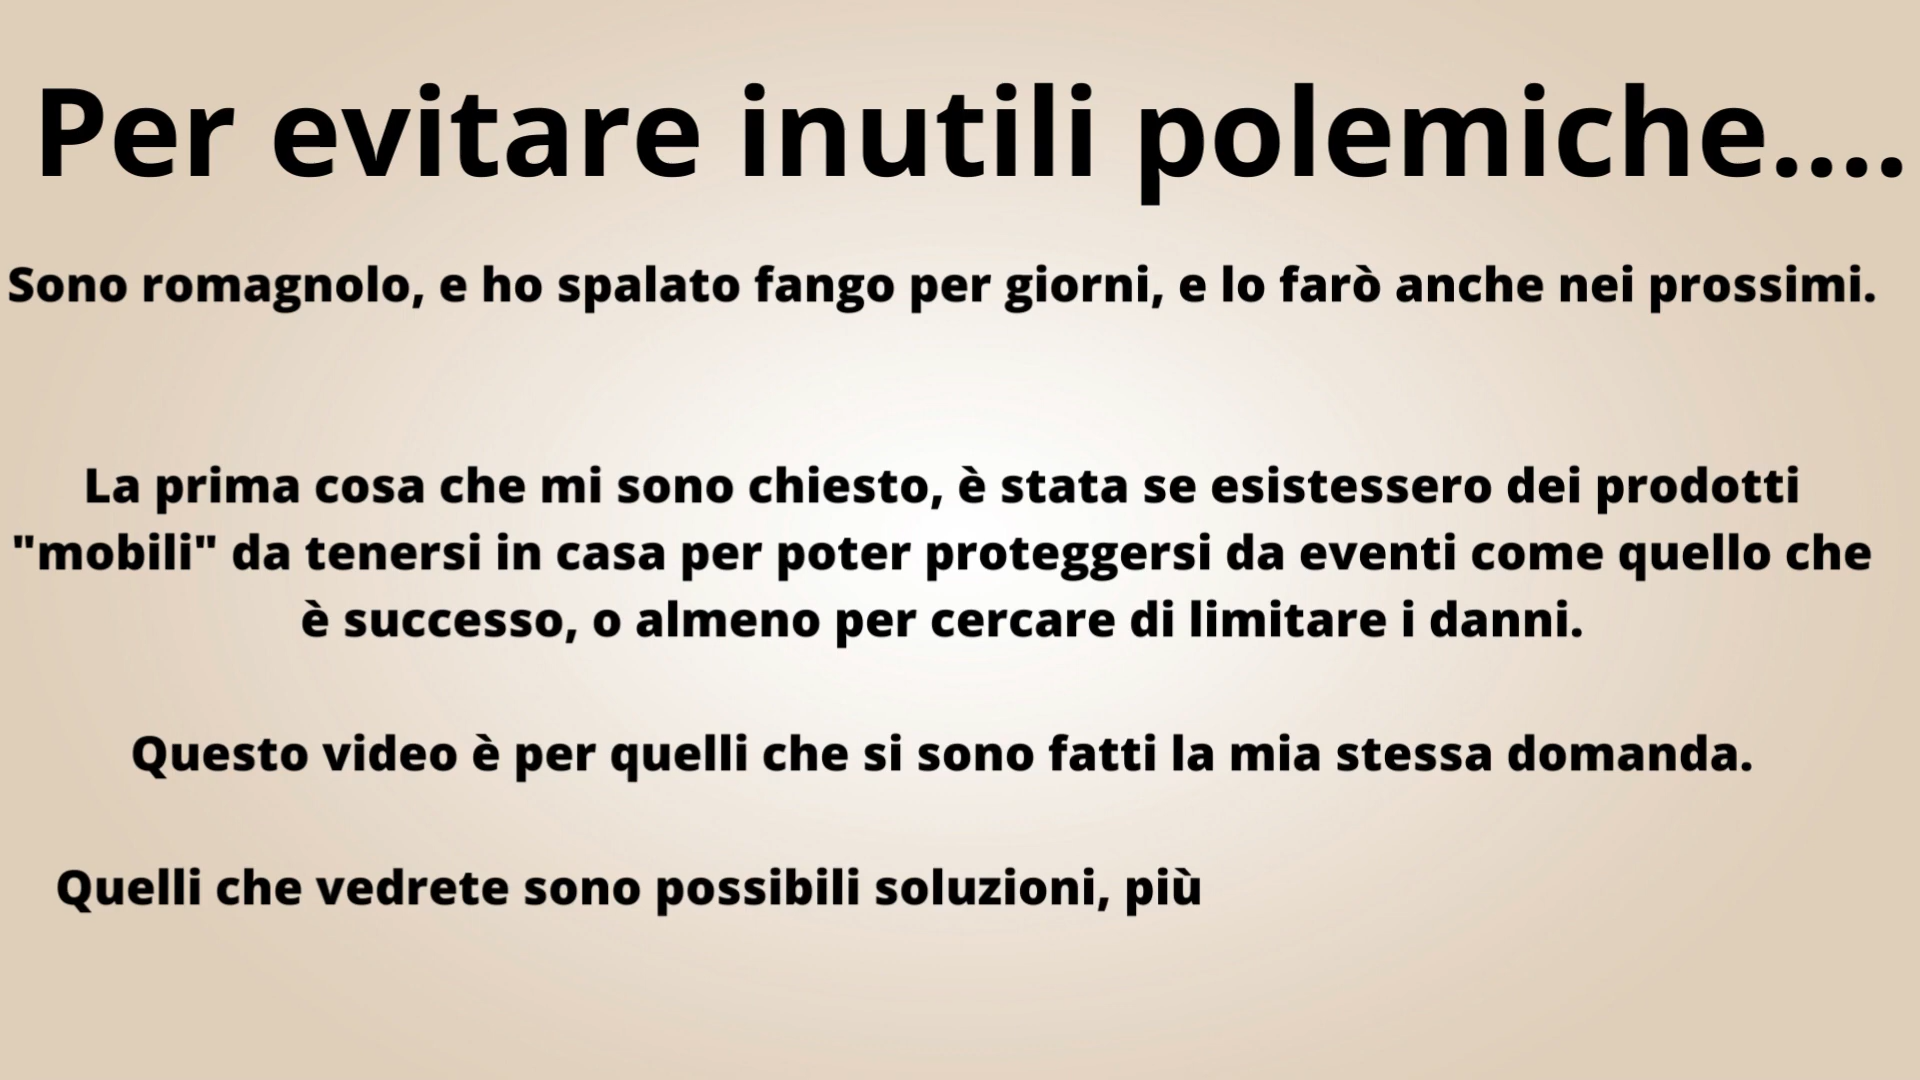 Per evitare inutili polemiche....
Sono romagnolo, e ho spalato fango per giorni, e lo farò anche nei prossimi.
La prima cosa che mi sono chiesto, è stata se esistessero dei prodotti
"mobili" da tenersi in casa per poter proteggersi da eventi come quello che
è successo, o almeno per cercare di limitare i danni.
Questo video è per quelli che si sono fatti la mia stessa domanda.
Quelli che vedrete sono possibili soluzioni, più